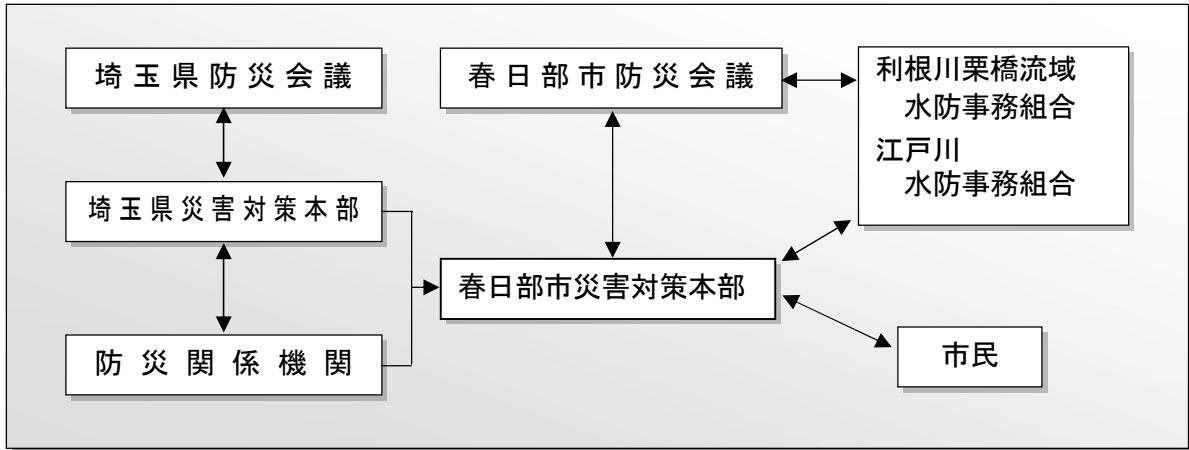 埼玉県防災会議
春日部市防災会議
利根川栗橋流域
水防事務組合
江戸川
水防事務組合
埼玉県災害対策本部
春日部市災害対策本部
防災関係機関
市民